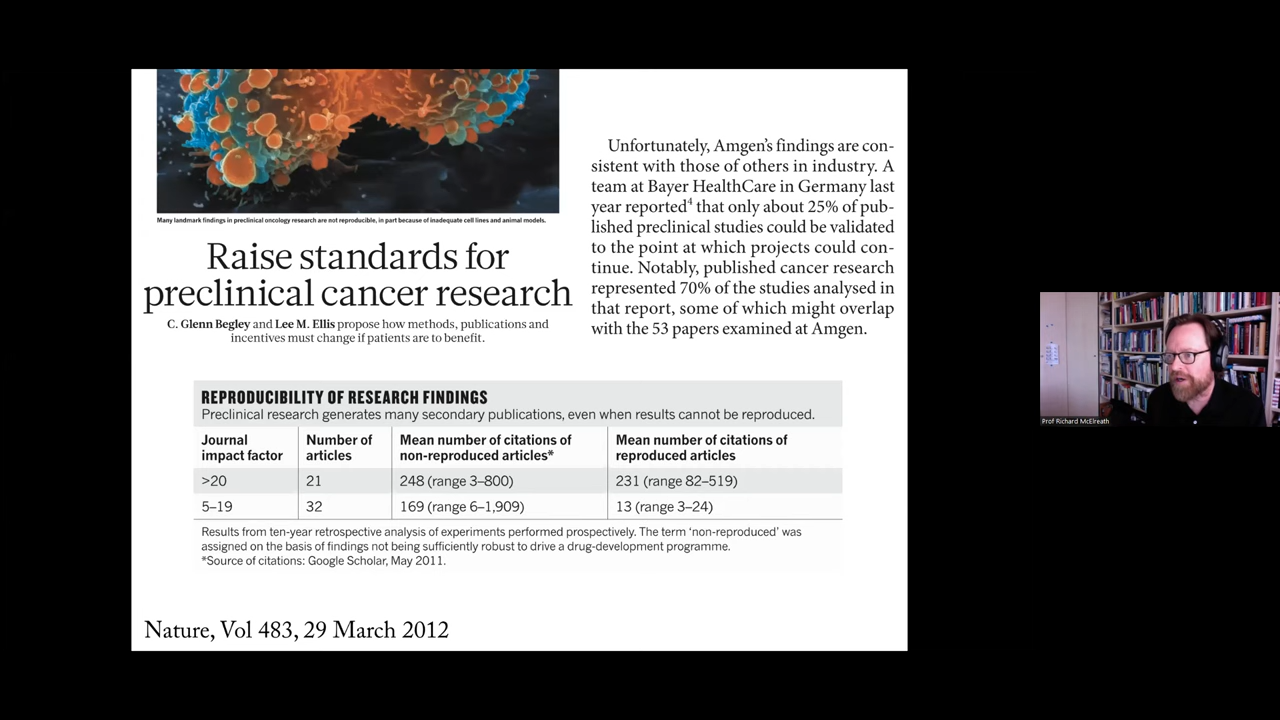 Many landmark findings in preclinical oncology research are not reproducible, in part because of inadequate cell lines and animal models.
Raise standards for
preclinical cancer research
C. Glenn Begley and Lee M. Ellis propose how methods, publications and
incentives must change if patients are to benefit.
Unfortunately, Amgen’s findings are con-
sistent with those of others in industry. A
team at Bayer HealthCare in Germany last
year reported⁴ that only about 25% of pub-
lished preclinical studies could be validated
to the point at which projects could con-
tinue. Notably, published cancer research
represented 70% of the studies analysed in
that report, some of which might overlap
with the 53 papers examined at Amgen.
REPRODUCIBILITY OF RESEARCH FINDINGS
Preclinical research generates many secondary publications, even when results cannot be reproduced.
Journal impact factor Number of articles Mean number of citations of non-reproduced articles* Mean number of citations of reproduced articles
>20 21 248 (range 3–800) 231 (range 82–519)
5–19 32 169 (range 6–1,909) 13 (range 3–24)
Results from ten-year retrospective analysis of experiments performed prospectively. The term ‘non-reproduced’ was
assigned on the basis of findings not being sufficiently robust to drive a drug-development programme.
*Source of citations: Google Scholar, May 2011.
Nature, Vol 483, 29 March 2012
Prof Richard McElreath